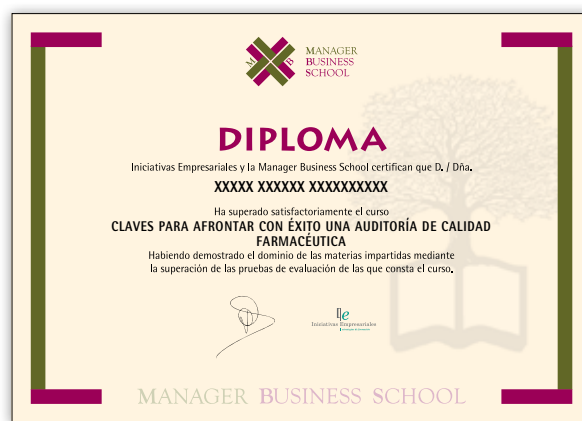 M B
MANAGER
BUSINESS
SCHOOL
DIPLOMA
Iniciativas Empresariales y la Manager Business School certifican que D. / Dña.
XXXXX XXXXXX XXXXXXXXXX
Ha superado satisfactoriamente el curso
CLAVES PARA AFRONTAR CON ÉXITO UNA AUDITORÍA DE CALIDAD
FARMACÉUTICA
Habiendo demostrado el dominio de las materias impartidas mediante
la superación de las pruebas de evaluación de las que consta el curso.
Ie
Iniciativas Empresariales
MANAGER BUSINESS SCHOOL